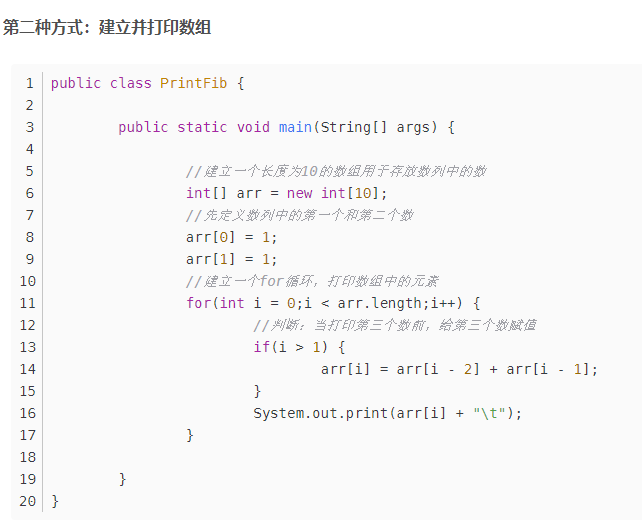 第二种方式：建立并打印数组
1 public class PrintFib {
2
3 public static void main(String[] args) {
4
5 //建立一个长度为10的数组用于存放数列中的数
6 int[] arr = new int[10];
7 //先定义数列中的第一个和第二个数
8 arr[0] = 1;
9 arr[1] = 1;
10 //建立一个for循环，打印数组中的元素
11 for(int i = 0;i < arr.length;i++) {
12 //判断：当打印第三个数前，给第三个数赋值
13 if(i > 1) {
14 arr[i] = arr[i - 2] + arr[i - 1];
15 }
16 System.out.print(arr[i] + "\t");
17 }
18
19 }
20 }